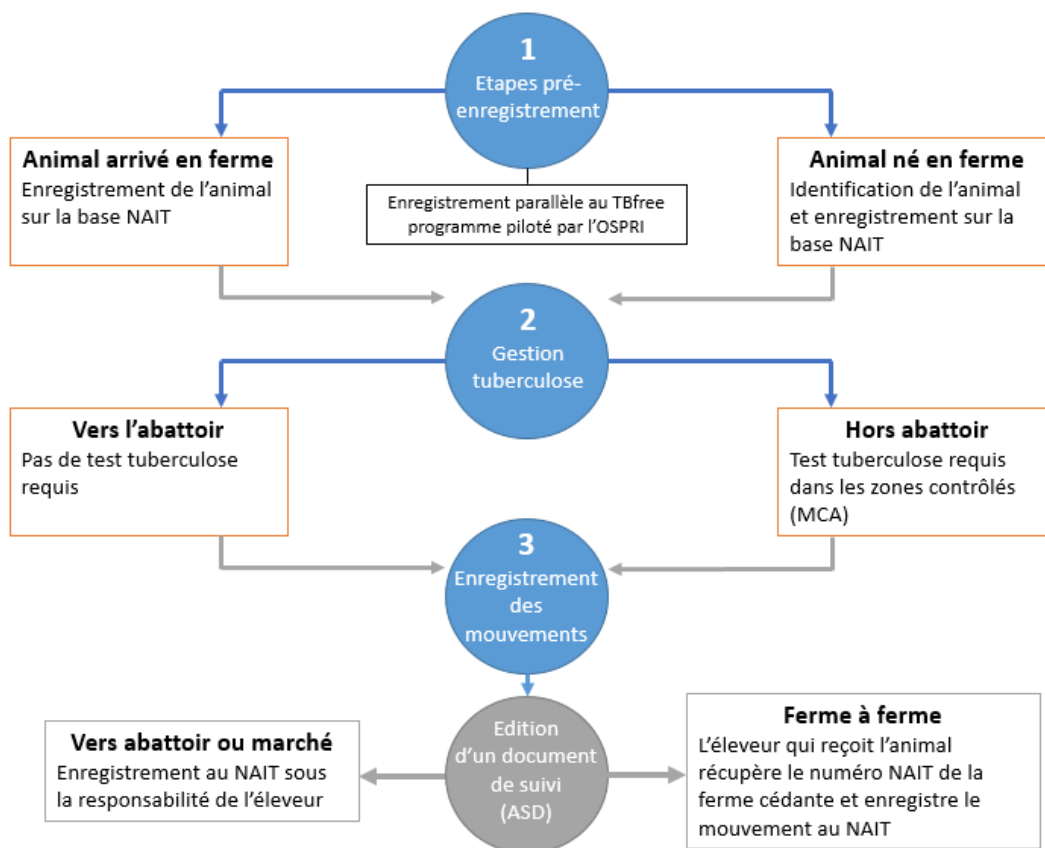 1
Etapes pré-
enregistrement
Animal arrivé en ferme
Enregistrement de l’animal
sur la base NAIT
Enregistrement parallèle au TBfree
programme piloté par l’OSPRI
Animal né en ferme
Identification de l’animal
et enregistrement sur la
base NAIT
2
Gestion
tuberculose
Vers l’abattoir
Pas de test tuberculose
requis
Hors abattoir
Test tuberculose requis
dans les zones contrôlés
(MCA)
3
Enregistrement
des
mouvements
Edition
d’un document
de suivi
(ASD)
Vers abattoir ou marché
Enregistrement au NAIT sous
la responsabilité de l’éleveur
Ferme à ferme
L’éleveur qui reçoit l’animal
récupère le numéro NAIT de la
ferme cédante et enregistre le
mouvement au NAIT